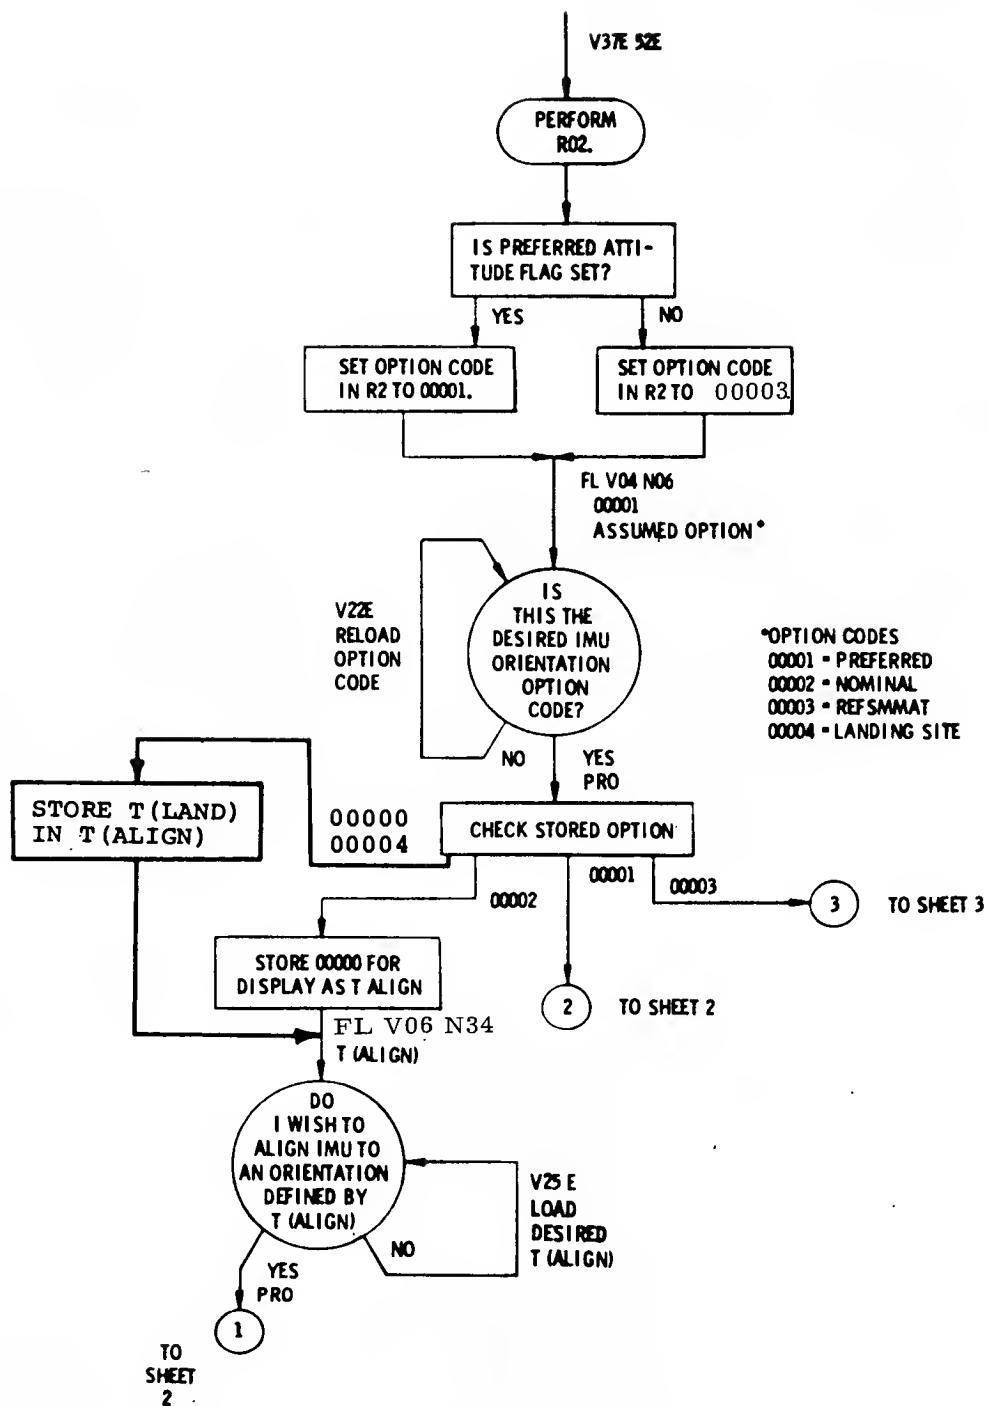 V37E 52E
PERFORM
R02.
IS PREFERRED ATTI-
TUDE FLAG SET?
YES
NO
SET OPTION CODE
IN R2 TO 00001.
SET OPTION CODE
IN R2 TO 00003.
FL V04 N06
00001
ASSUMED OPTION*
IS
THIS THE
DESIRED IMU
ORIENTATION
OPTION
CODE?
V22E
RELOAD
OPTION
CODE
*OPTION CODES
00001 = PREFERRED
00002 = NOMINAL
00003 = REFSMMAT
00004 = LANDING SITE
NO
YES
PRO
STORE T(LAND)
IN T(ALIGN)
00000
00004
CHECK STORED OPTION
00002
00001
00003
3
TO SHEET 3
STORE 00000 FOR
DISPLAY AS T ALIGN
2
TO SHEET 2
FL V06 N34
T (ALIGN)
DO
I WISH TO
ALIGN IMU TO
AN ORIENTATION
DEFINED BY
T (ALIGN)
V25 E
LOAD
DESIRED
T (ALIGN)
NO
YES
PRO
1
TO
SHEET
2